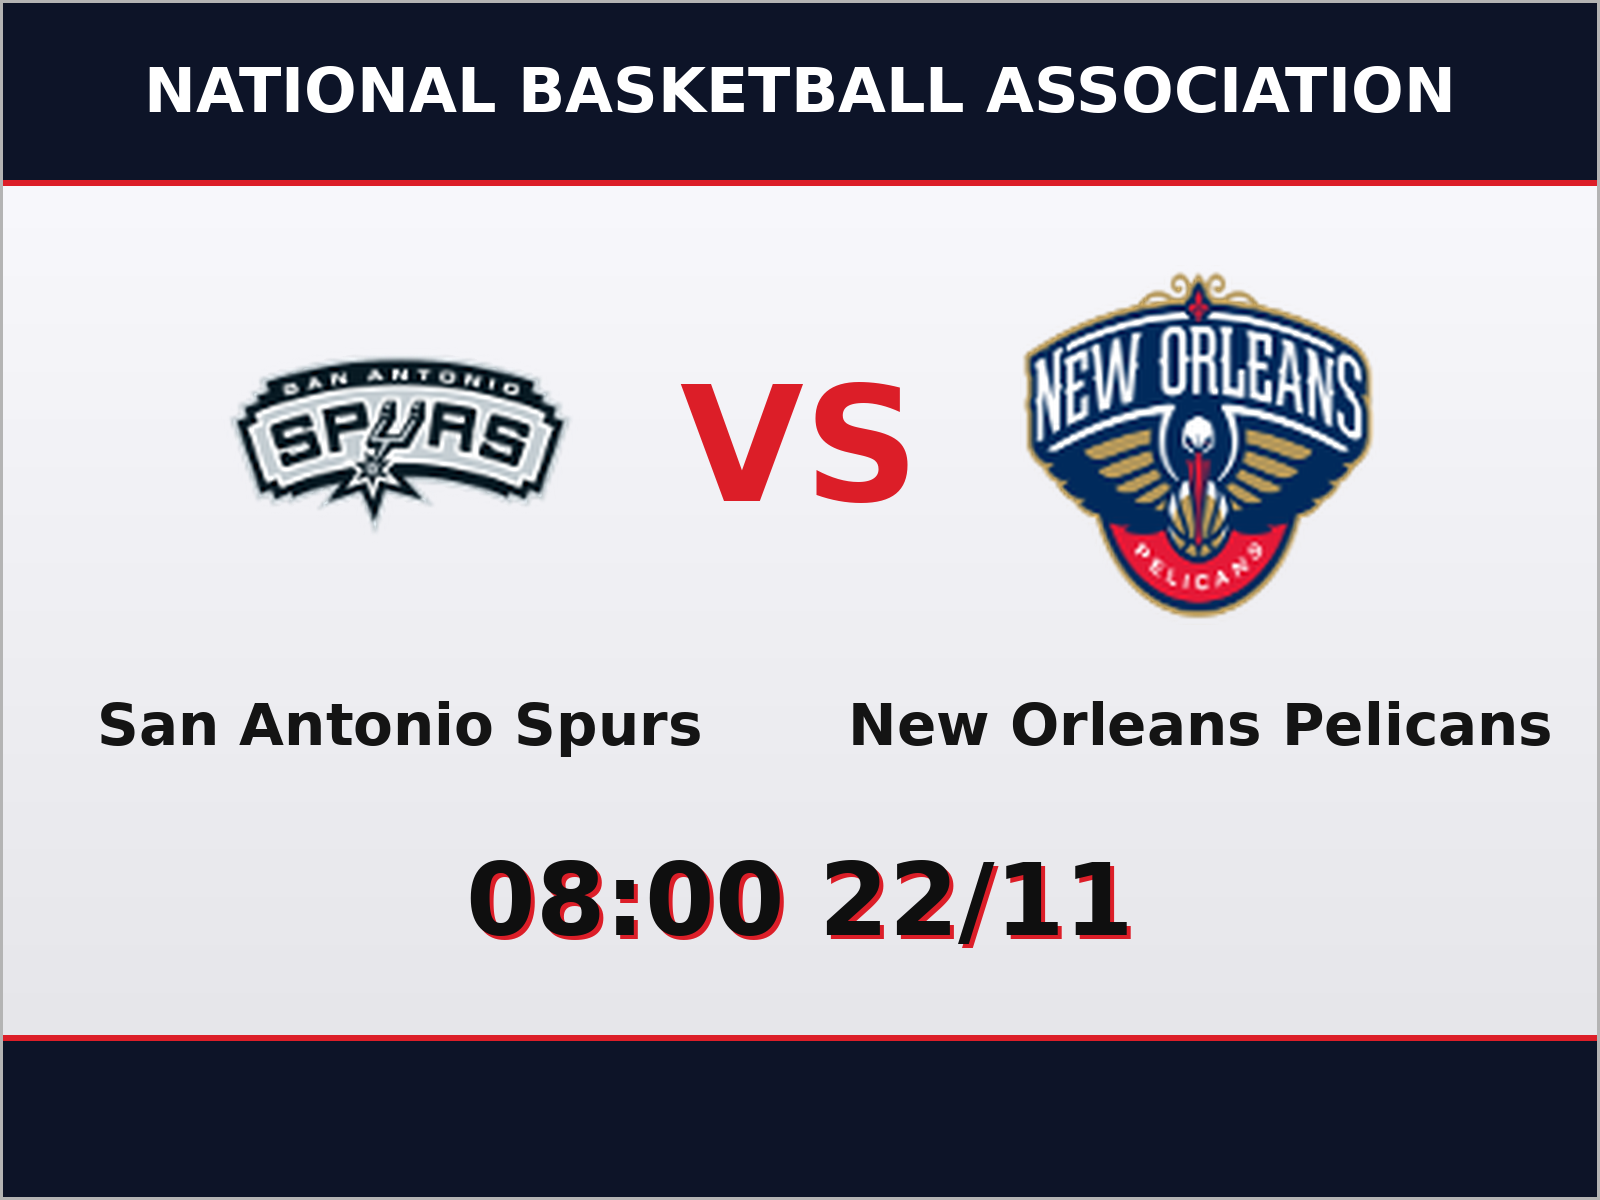 NATIONAL BASKETBALL ASSOCIATION
SAN ANTONIO
SPURS
VS
NEW ORLEANS
PELICANS
San Antonio Spurs
New Orleans Pelicans
08:00 22/11